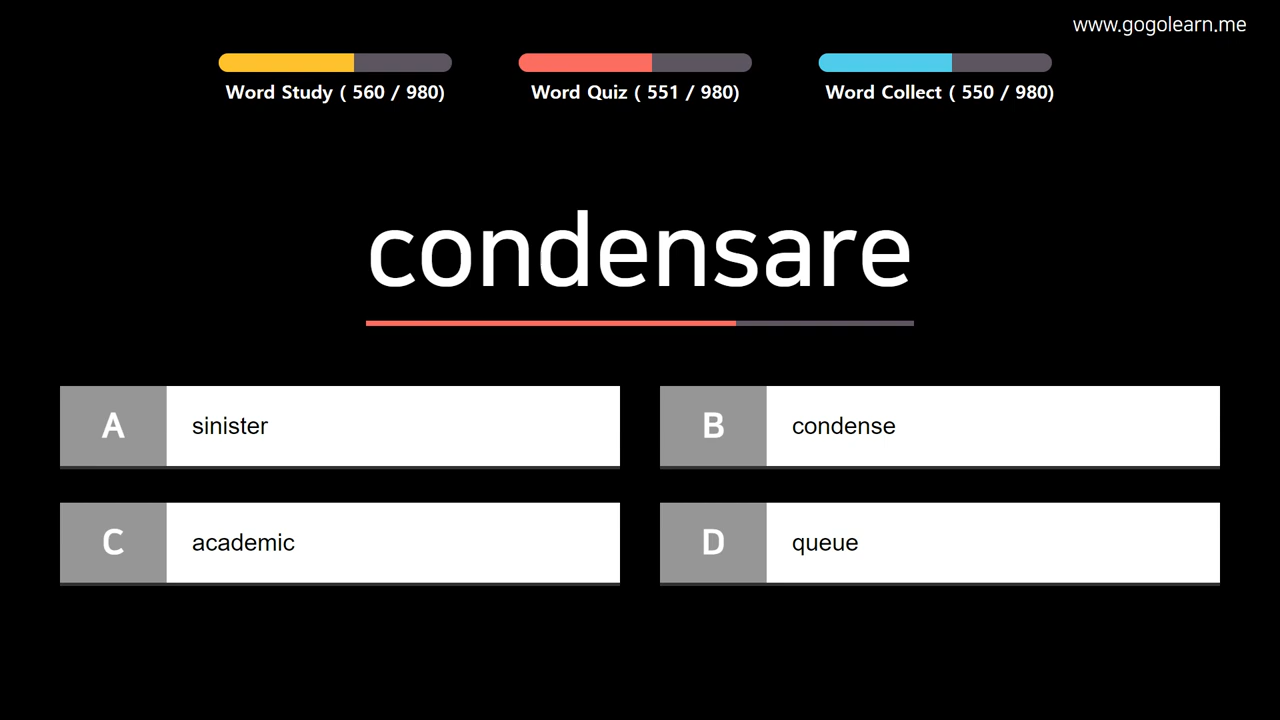 www.gogolearn.me
Word Study ( 560 / 980)
Word Quiz ( 551 / 980)
Word Collect ( 550 / 980)
condensare
A
sinister
B
condense
C
academic
D
queue